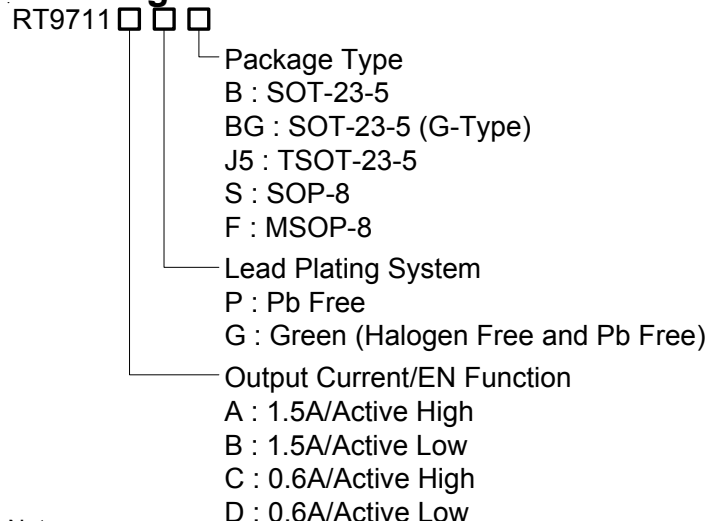 RT9711
Package Type
B : SOT-23-5
BG : SOT-23-5 (G-Type)
J5 : TSOT-23-5
S : SOP-8
F : MSOP-8
Lead Plating System
P : Pb Free
G : Green (Halogen Free and Pb Free)
Output Current/EN Function
A : 1.5A/Active High
B : 1.5A/Active Low
C : 0.6A/Active High
D : 0.6A/Active Low